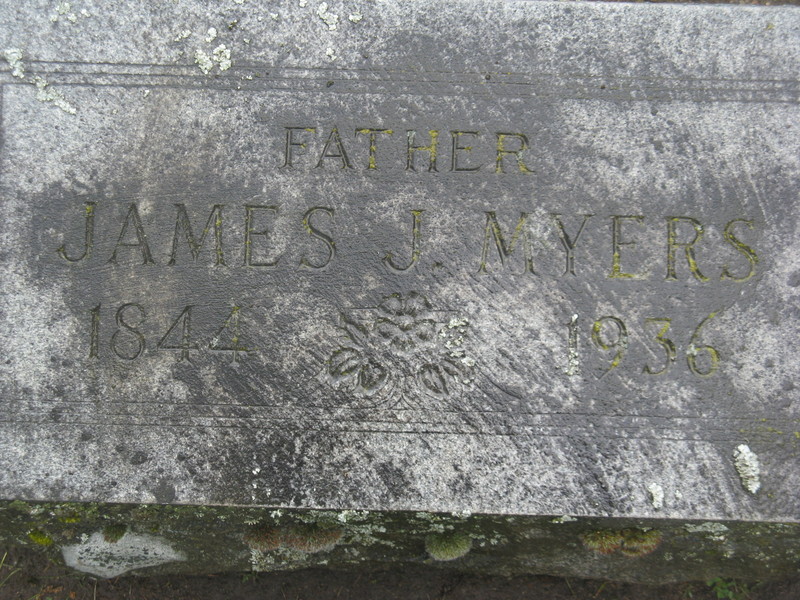 FATHER
JAMES J. MYERS
1844 1936